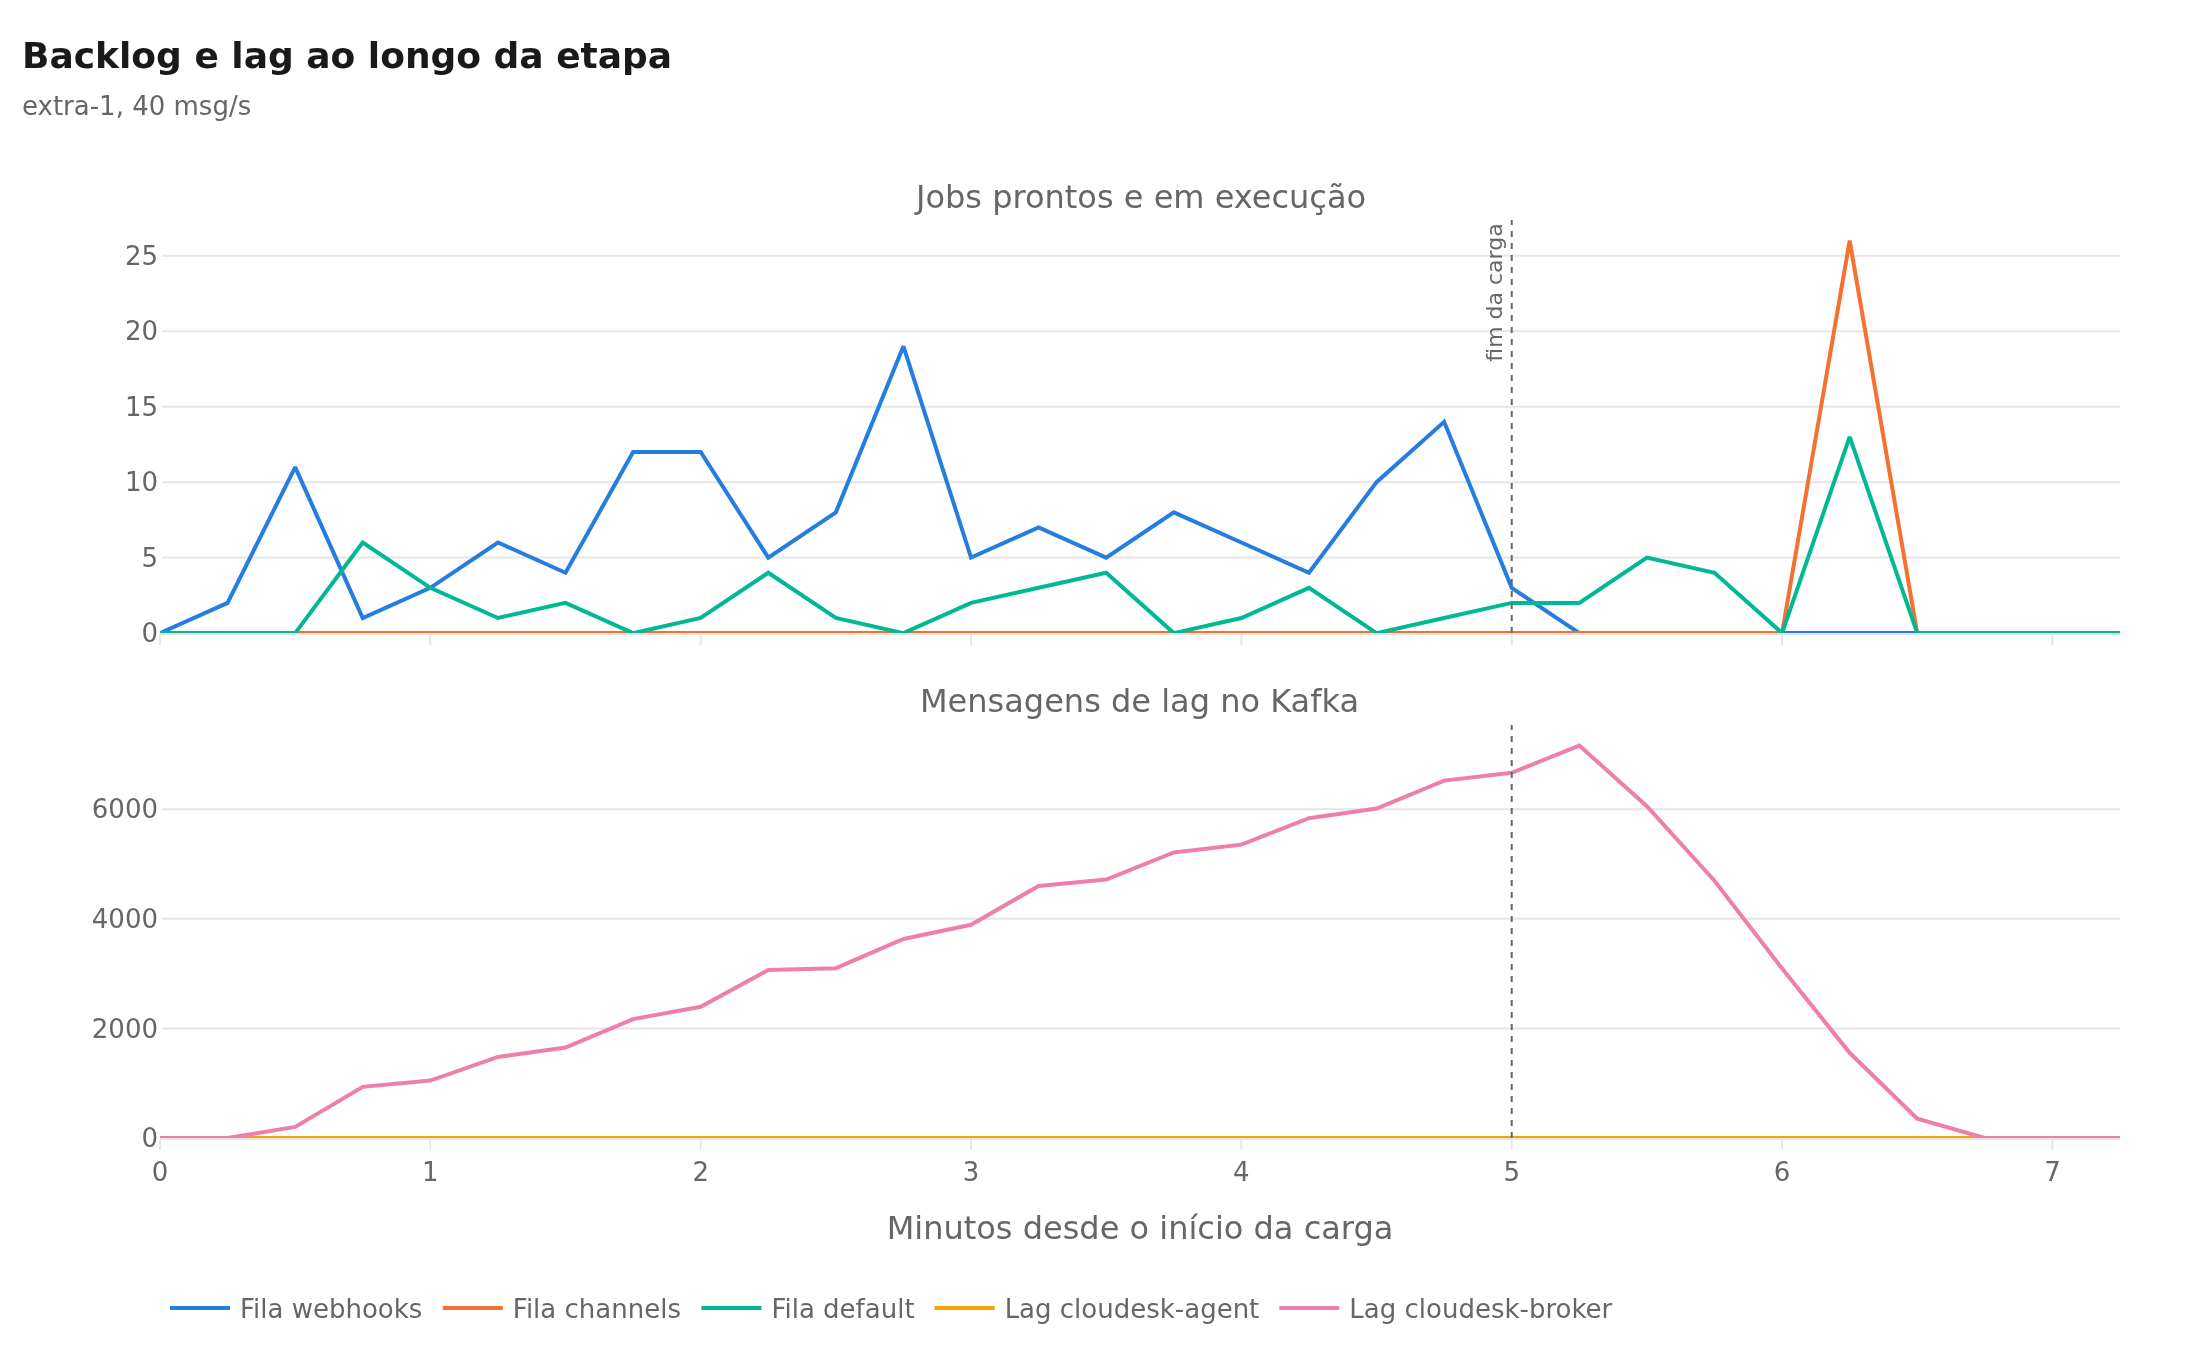 Backlog e lag ao longo da etapa
extra-1, 40 msg/s
Jobs prontos e em execução
fim da carga
25
20
15
10
5
0
Mensagens de lag no Kafka
6000
4000
2000
0
0 1 2 3 4 5 6 7
Minutos desde o início da carga
Fila webhooks Fila channels Fila default Lag cloudesk-agent Lag cloudesk-broker